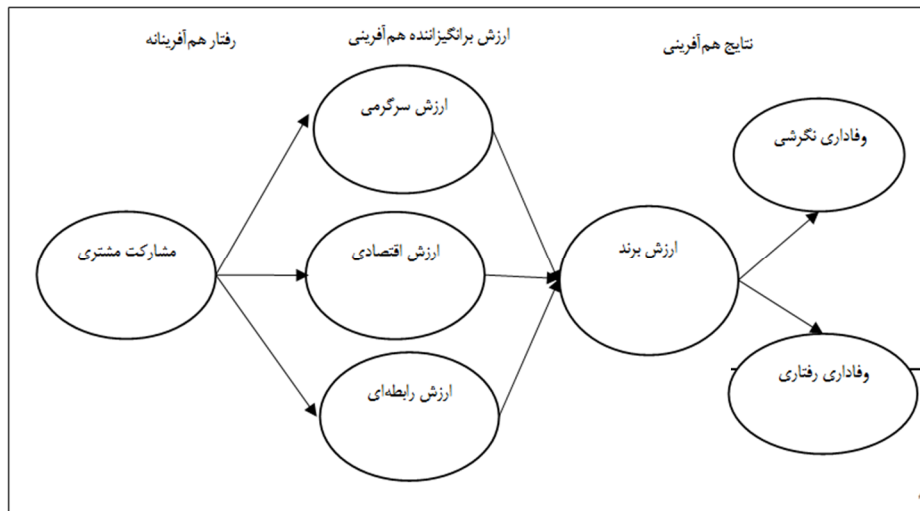 رفتار هم‌آفرینانه
ارزش برانگیزاننده هم‌آفرینی
نتایج هم‌آفرینی
ارزش سرگرمی
وفاداری نگرشی
مشارکت مشتری
ارزش اقتصادی
ارزش برند
وفاداری رفتاری
ارزش رابطه‌ای